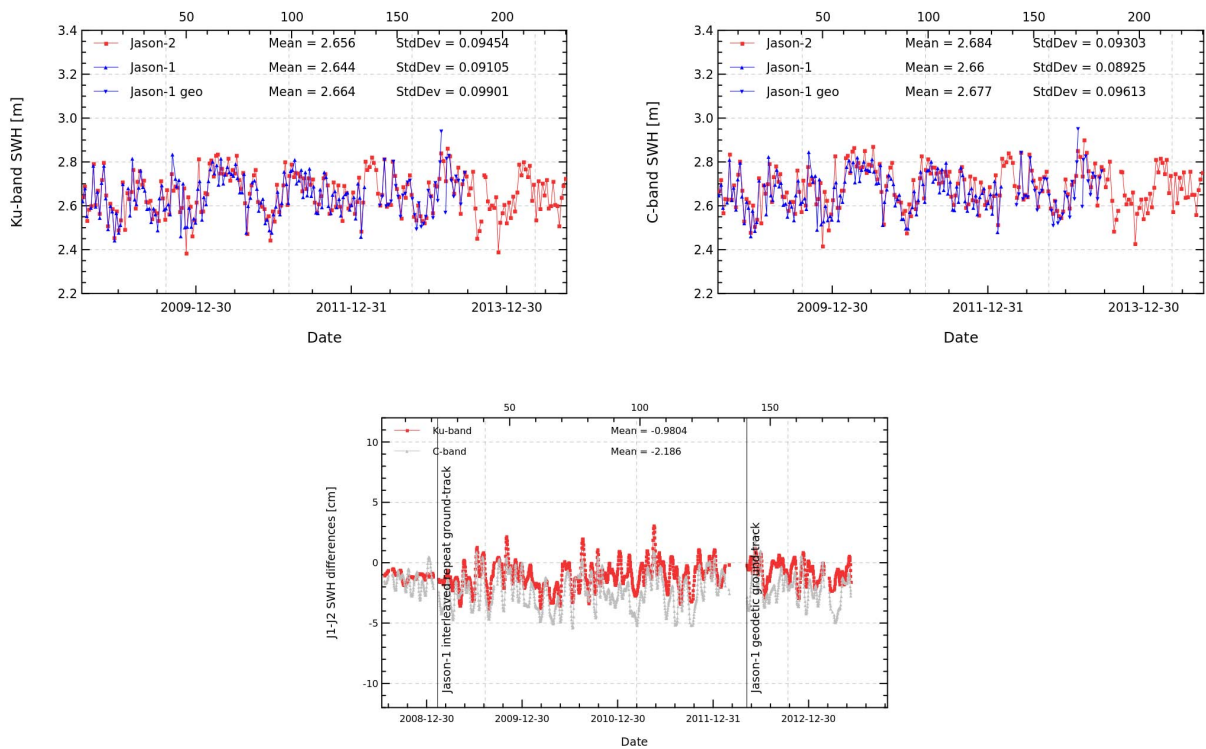 50 100 150 200
3.4
3.2
3.0
2.8
2.6
2.4
2.2
Ku-band SWH [m]
Jason-2 Mean = 2.656 StdDev = 0.09454
Jason-1 Mean = 2.644 StdDev = 0.09105
Jason-1 geo Mean = 2.664 StdDev = 0.09901
2009-12-30 2011-12-31 2013-12-30
Date
50 100 150 200
3.4
3.2
3.0
2.8
2.6
2.4
2.2
C-band SWH [m]
Jason-2 Mean = 2.684 StdDev = 0.09303
Jason-1 Mean = 2.66 StdDev = 0.08925
Jason-1 geo Mean = 2.677 StdDev = 0.09613
2009-12-30 2011-12-31 2013-12-30
Date
50 100 150
10
5
0
-5
-10
J1-J2 SWH differences [cm]
Ku-band Mean = -0.9804
C-band Mean = -2.186
Jason-1 interleaved repeat ground-track
Jason-1 geodetic ground-track
2008-12-30 2009-12-30 2010-12-30 2011-12-31 2012-12-30
Date